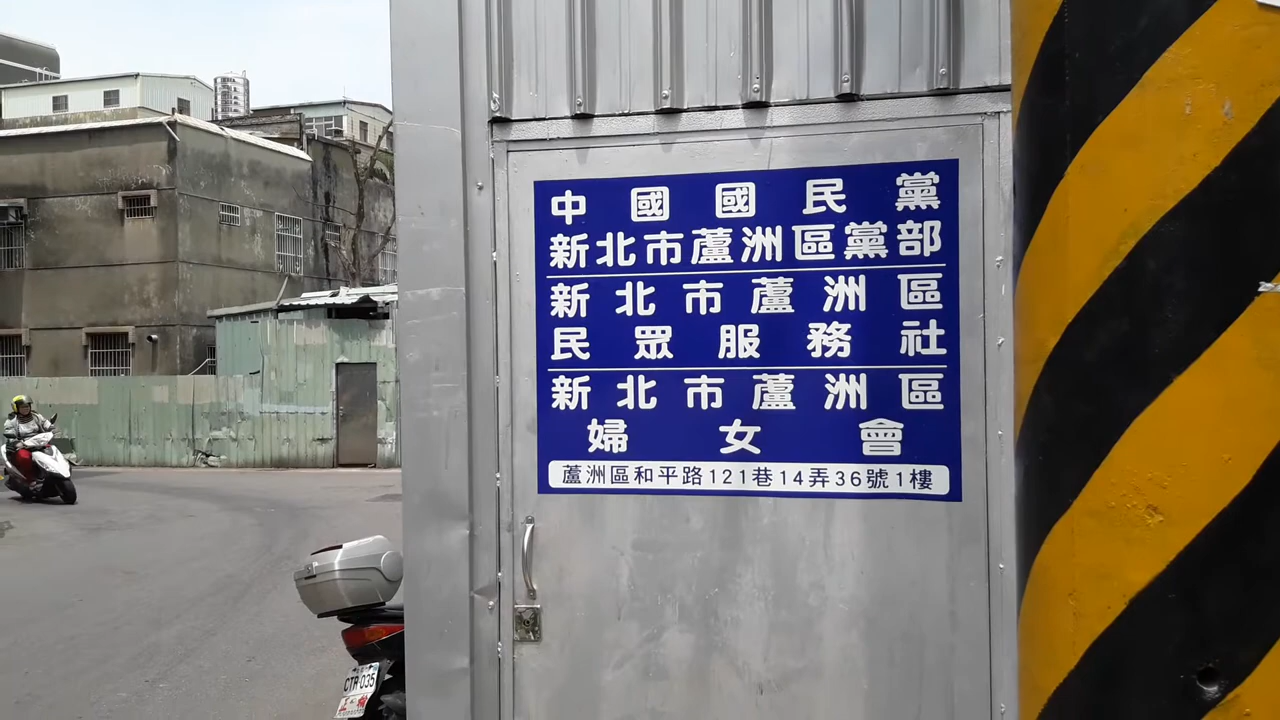 中國國民黨
新北市蘆洲區黨部
新北市蘆洲區
民眾服務社
新北市蘆洲區
婦女會
蘆洲區和平路121巷14弄36號1樓
CTR·035